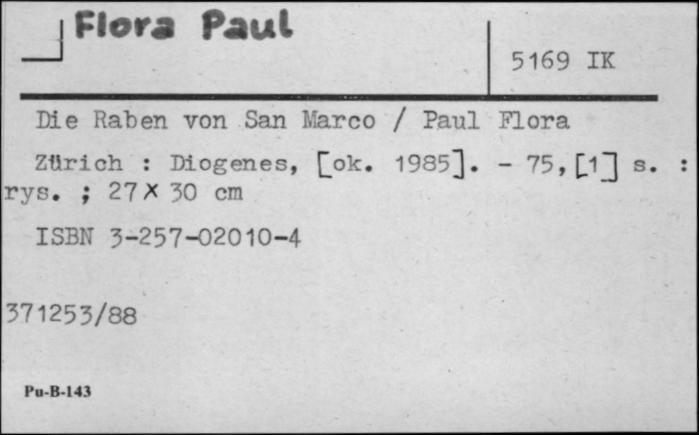 Flora Paul
5169 IK
Die Raben von San Marco / Paul Flora
Zürich : Diogenes, [ok. 1985]. - 75,[1] s. :
rys. ; 27 x 30 cm
ISBN 3-257-02010-4
371253/88
Pu-B-143